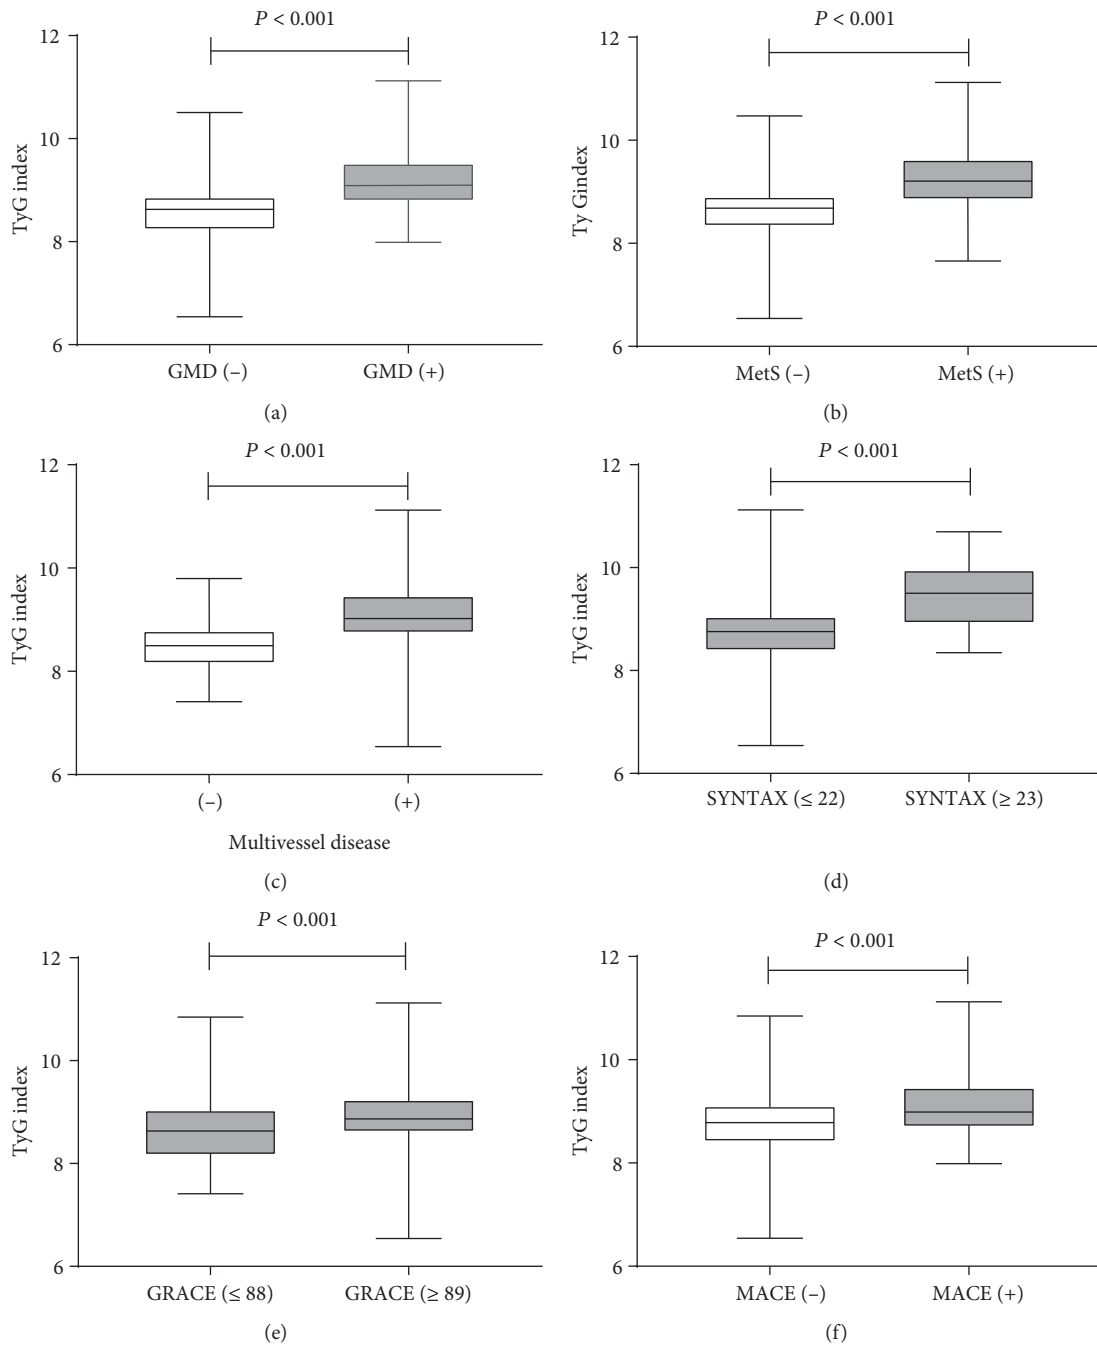 P < 0.001
12
10
8
6
TyG index
GMD (–)
GMD (+)
(a)
P < 0.001
12
10
8
6
Ty Gindex
MetS (–)
MetS (+)
(b)
P < 0.001
12
10
8
6
TyG index
(–)
(+)
Multivessel disease
(c)
P < 0.001
12
10
8
6
TyG index
SYNTAX (≤ 22)
SYNTAX (≥ 23)
(d)
P < 0.001
12
10
8
6
TyG index
GRACE (≤ 88)
GRACE (≥ 89)
(e)
P < 0.001
12
10
8
6
TyG index
MACE (–)
MACE (+)
(f)